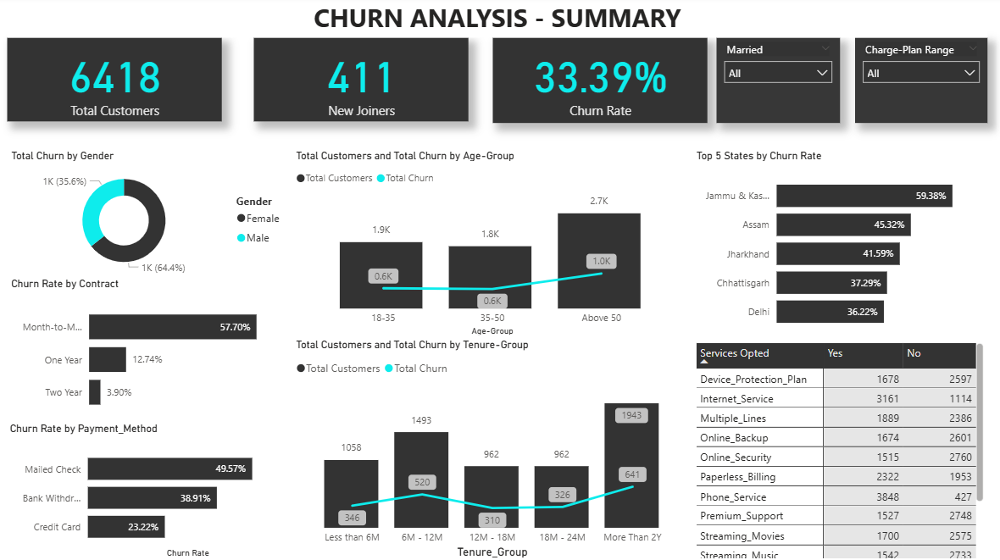 CHURN ANALYSIS - SUMMARY
6418
Total Customers
411
New Joiners
33.39%
Churn Rate
Married
All
Charge-Plan Range
All
Total Churn by Gender
1K (35.6%)
1K (64.4%)
Gender
Female
Male
Churn Rate by Contract
Month-to-M...
57.70%
One Year
12.74%
Two Year
3.90%
Churn Rate by Payment_Method
Mailed Check
49.57%
Bank Withdr...
38.91%
Credit Card
23.22%
Churn Rate
Total Customers and Total Churn by Age-Group
Total Customers Total Churn
1.9K
1.8K
2.7K
0.6K
0.6K
1.0K
18-35
35-50
Above 50
Age-Group
Total Customers and Total Churn by Tenure-Group
Total Customers Total Churn
1058
1493
962
962
1943
346
520
310
326
641
Less than 6M
6M - 12M
12M - 18M
18M - 24M
More Than 2Y
Tenure_Group
Top 5 States by Churn Rate
Jammu & Kas...
59.38%
Assam
45.32%
Jharkhand
41.59%
Chhattisgarh
37.29%
Delhi
36.22%
Services Opted Yes No
Device_Protection_Plan 1678 2597
Internet_Service 3161 1114
Multiple_Lines 1889 2386
Online_Backup 1674 2601
Online_Security 1515 2760
Paperless_Billing 2322 1953
Phone_Service 3848 427
Premium_Support 1527 2748
Streaming_Movies 1700 2575
Streaming_Music 1542 2733